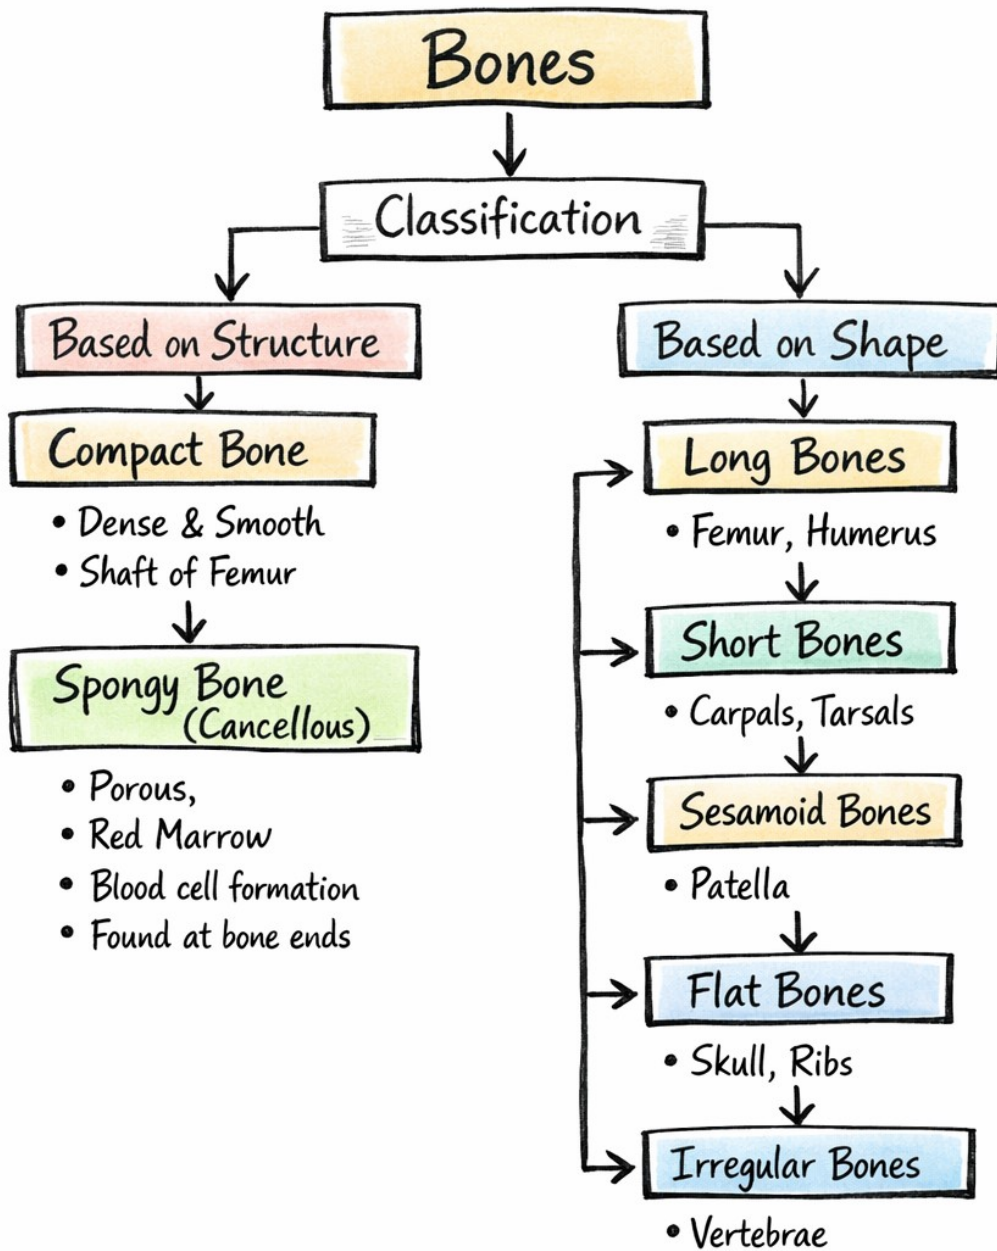 Bones
Classification
Based on Structure
Compact Bone
• Dense & Smooth
• Shaft of Femur
Spongy Bone
(Cancellous)
• Porous,
• Red Marrow
• Blood cell formation
• Found at bone ends
Based on Shape
Long Bones
• Femur, Humerus
Short Bones
• Carpals, Tarsals
Sesamoid Bones
• Patella
Flat Bones
• Skull, Ribs
Irregular Bones
• Vertebrae